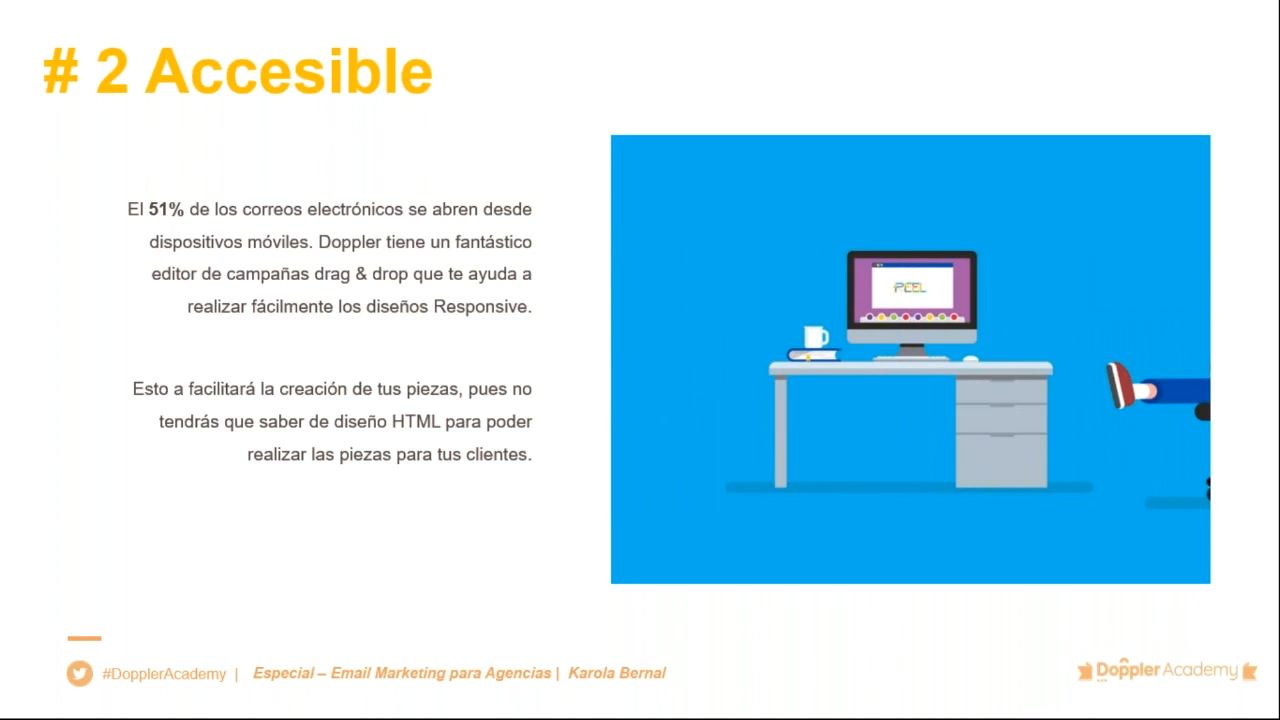 # 2 Accesible
El 51% de los correos electrónicos se abren desde
dispositivos móviles. Doppler tiene un fantástico
editor de campañas drag & drop que te ayuda a
realizar fácilmente los diseños Responsive.
Esto a facilitará la creación de tus piezas, pues no
tendrás que saber de diseño HTML para poder
realizar las piezas para tus clientes.
PEEL
#DopplerAcademy | Especial – Email Marketing para Agencias | Karola Bernal
Doppler Academy